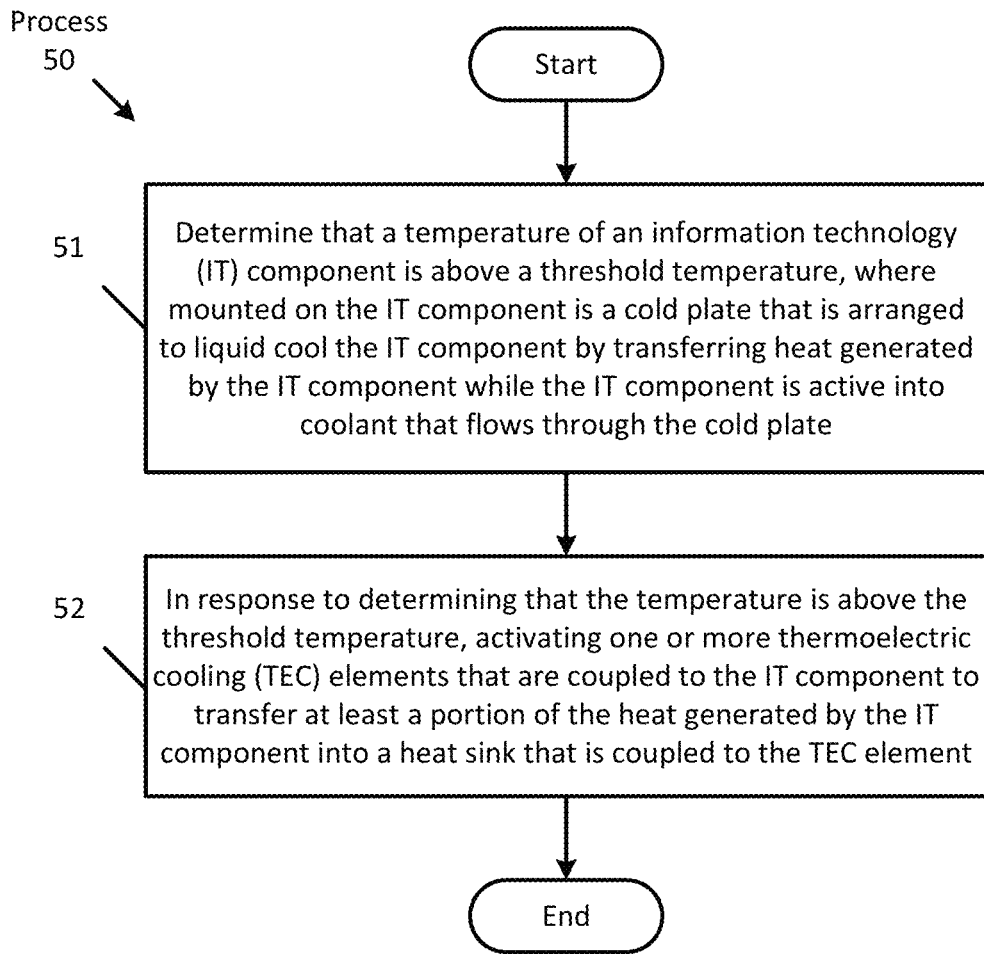 Process
50
Start
51
Determine that a temperature of an information technology
(IT) component is above a threshold temperature, where
mounted on the IT component is a cold plate that is arranged
to liquid cool the IT component by transferring heat generated
by the IT component while the IT component is active into
coolant that flows through the cold plate
52
In response to determining that the temperature is above the
threshold temperature, activating one or more thermoelectric
cooling (TEC) elements that are coupled to the IT component to
transfer at least a portion of the heat generated by the IT
component into a heat sink that is coupled to the TEC element
End